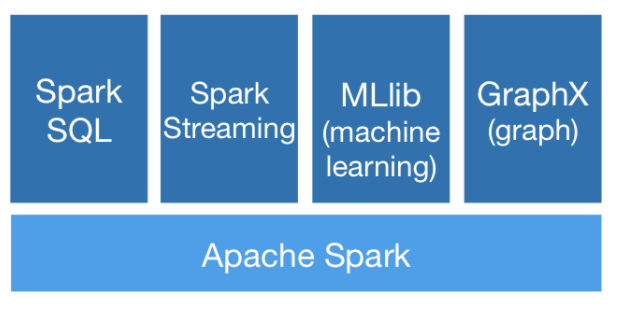 Spark
SQL
Spark
Streaming
MLlib
(machine
learning)
GraphX
(graph)
Apache Spark